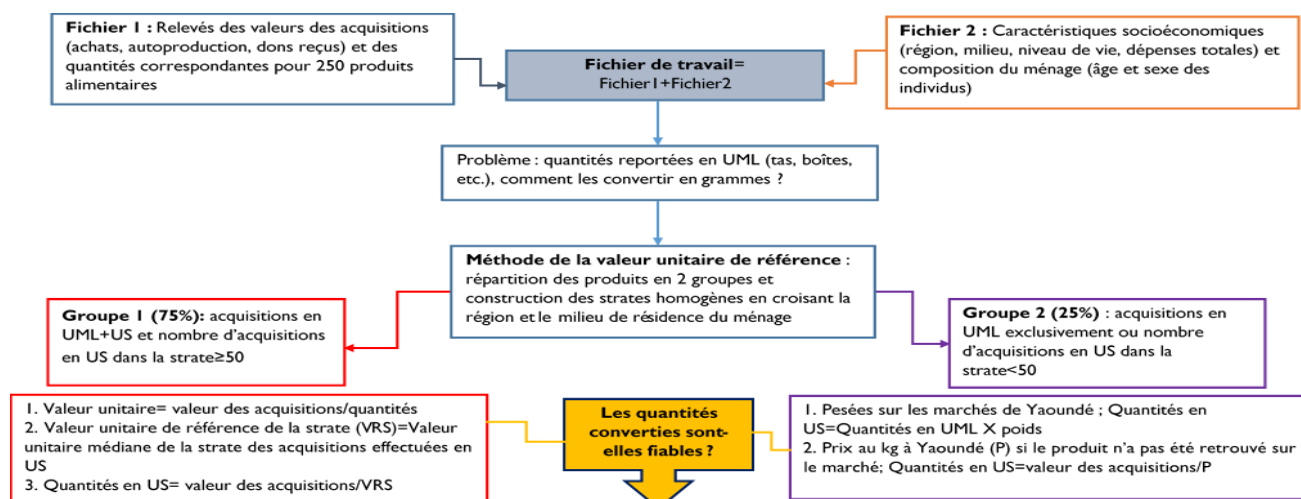 Fichier 1 : Relevés des valeurs des acquisitions
(achats, autoproduction, dons reçus) et des
quantités correspondantes pour 250 produits
alimentaires
Fichier de travail=
Fichier1+Fichier2
Fichier 2 : Caractéristiques socioéconomiques
(région, milieu, niveau de vie, dépenses totales) et
composition du ménage (âge et sexe des
individus)
Problème : quantités reportées en UML (tas, boîtes,
etc.), comment les convertir en grammes ?
Méthode de la valeur unitaire de référence :
répartition des produits en 2 groupes et
construction des strates homogènes en croisant la
région et le milieu de résidence du ménage
Groupe 1 (75%): acquisitions en
UML+US et nombre d'acquisitions
en US dans la strate≥50
Groupe 2 (25%) : acquisitions en
UML exclusivement ou nombre
d'acquisitions en US dans la
strate<50
1. Valeur unitaire= valeur des acquisitions/quantités
2. Valeur unitaire de référence de la strate (VRS)=Valeur
unitaire médiane de la strate des acquisitions effectuées en
US
3. Quantités en US= valeur des acquisitions/VRS
Les quantités
converties sont-
elles fiables ?
1. Pesées sur les marchés de Yaoundé ; Quantités en
US=Quantités en UML X poids
2. Prix au kg à Yaoundé (P) si le produit n'a pas été retrouvé sur
le marché; Quantités en US=valeur des acquisitions/P